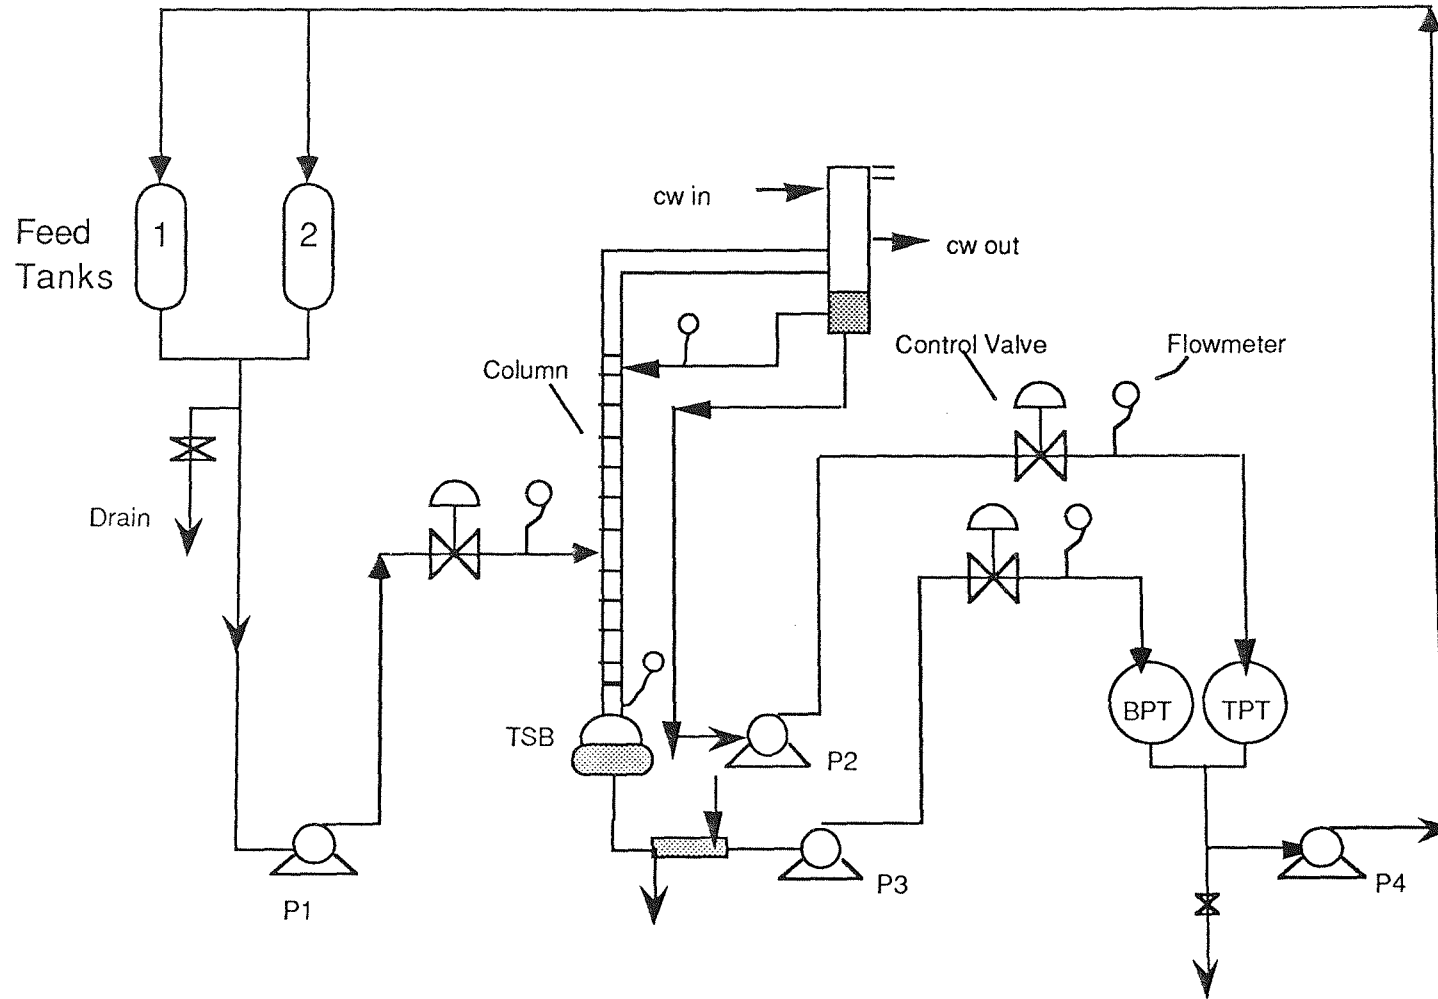 1
2
Feed
Tanks
cw in
cw out
Control Valve
Flowmeter
Column
Drain
BPT
TPT
TSB
P2
P3
P4
P1